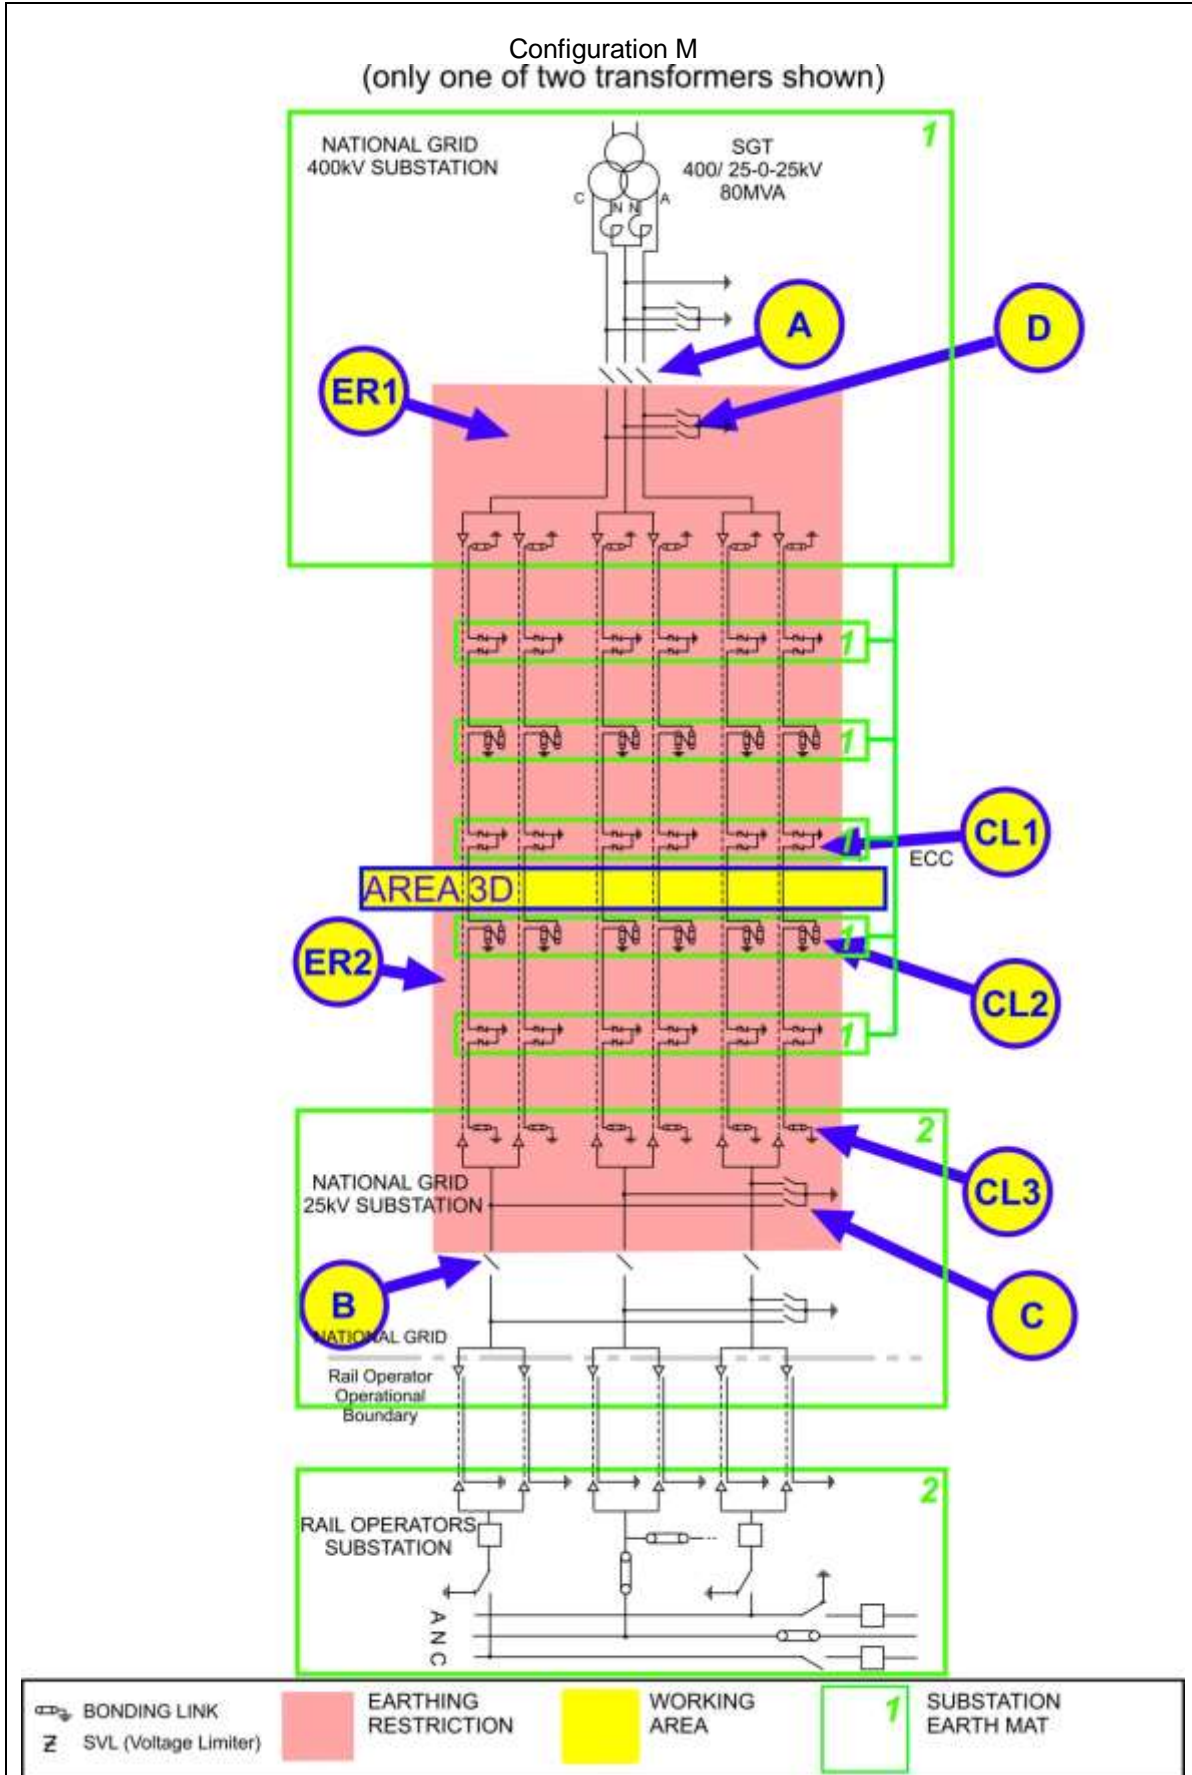 Configuration M
(only one of two transformers shown)
NATIONAL GRID
400kV SUBSTATION
SGT
400/ 25-0-25kV
80MVA
1
C
N N
A
A
D
ER1
1
1
1
CL1
ECC
AREA 3D
1
ER2
CL2
1
2
NATIONAL GRID
25kV SUBSTATION
CL3
B
C
NATIONAL GRID
Rail Operator
Operational
Boundary
2
RAIL OPERATORS
SUBSTATION
A
N
C
BONDING LINK
SVL (Voltage Limiter)
EARTHING
RESTRICTION
WORKING
AREA
1
SUBSTATION
EARTH MAT